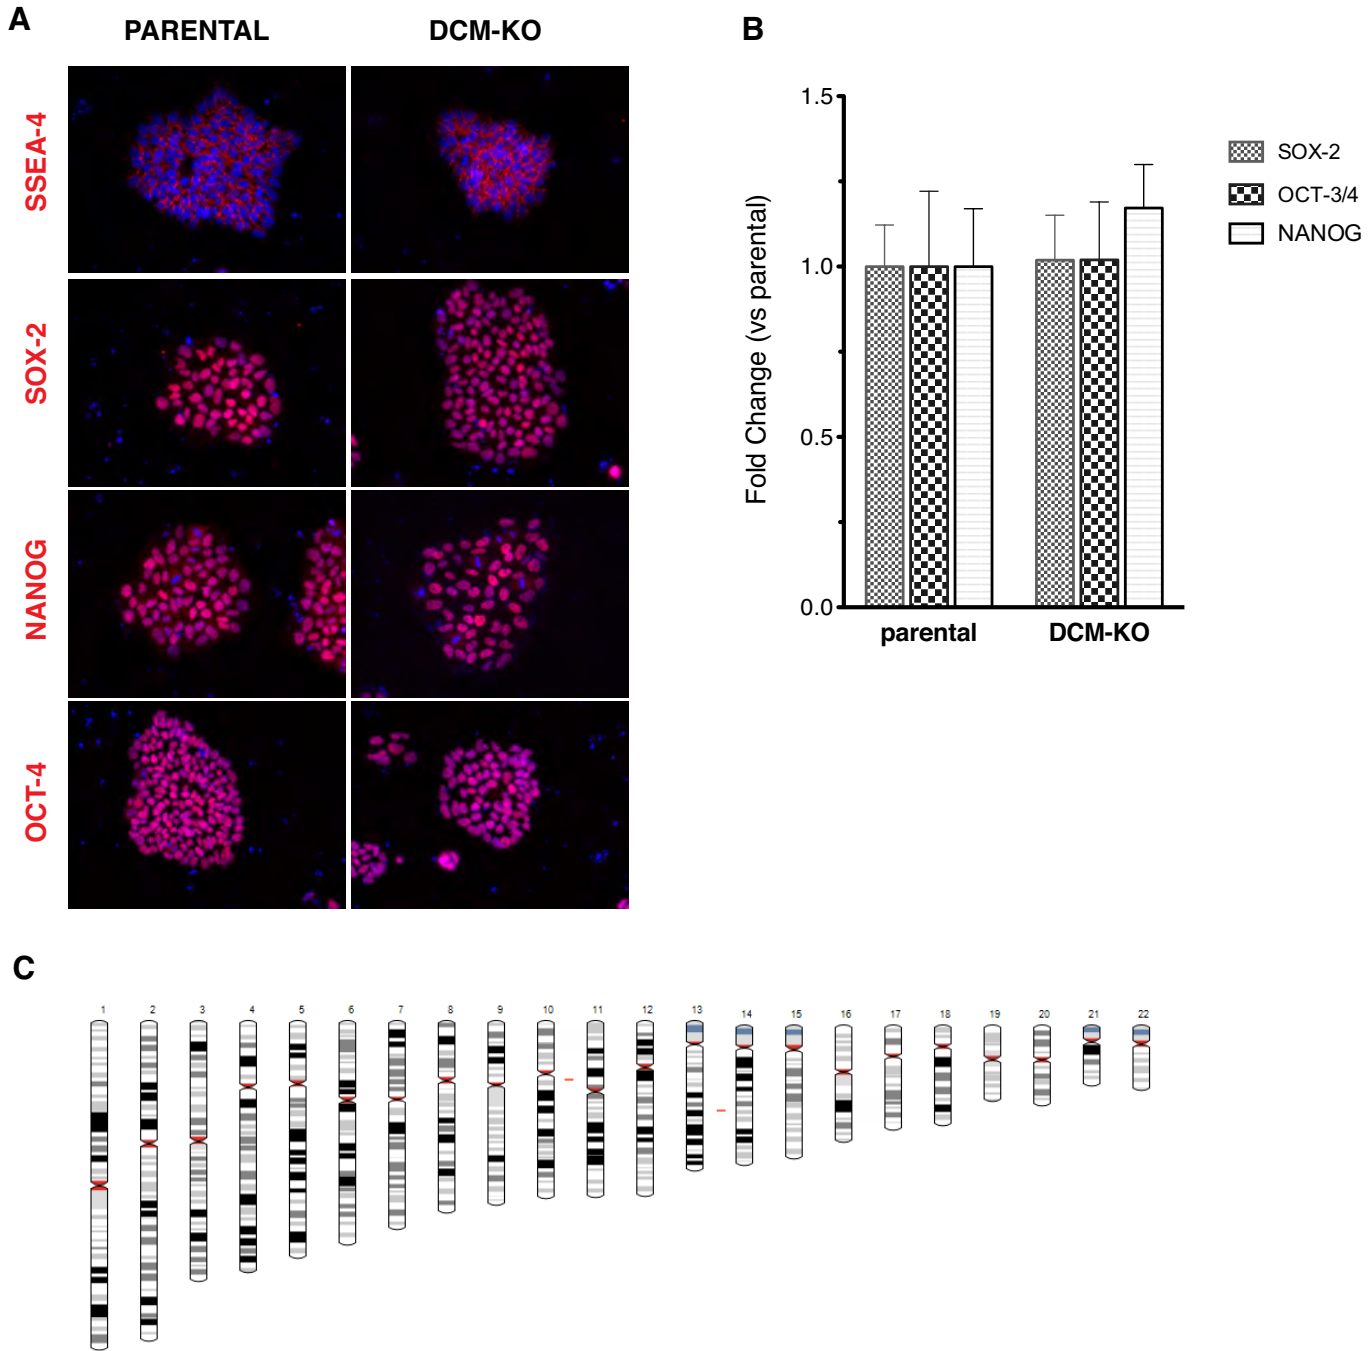 A
PARENTAL
DCM-KO
SSEA-4
SOX-2
NANOG
OCT-4
B
1.5
1.0
0.5
0.0
Fold Change (vs parental)
parental
DCM-KO
SOX-2
OCT-3/4
NANOG
C
1 2 3 4 5 6 7 8 9 10 11 12 13 14 15 16 17 18 19 20 21 22